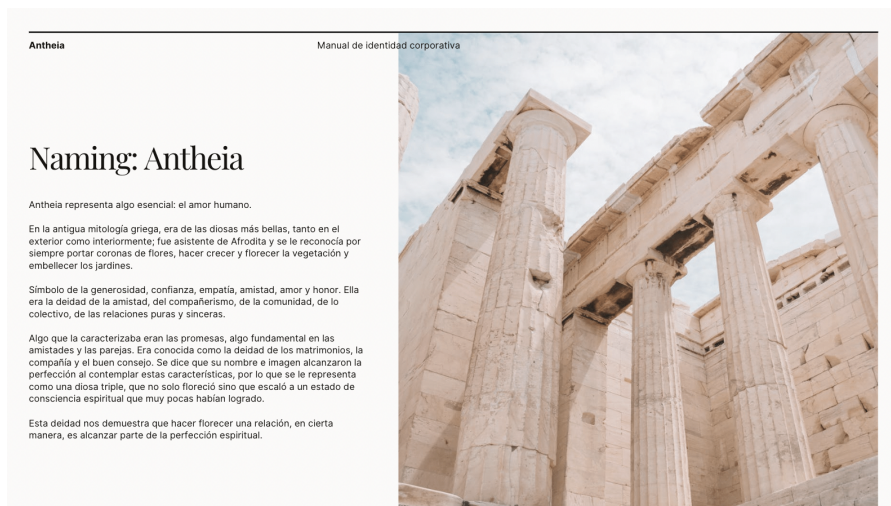 Antheia
Manual de identidad corporativa
Naming: Antheia
Antheia representa algo esencial: el amor humano.
En la antigua mitología griega, era de las diosas más bellas, tanto en el
exterior como interiormente; fue asistente de Afrodita y se le reconocía por
siempre portar coronas de flores, hacer crecer y florecer la vegetación y
embellecer los jardines.
Símbolo de la generosidad, confianza, empatía, amistad, amor y honor. Ella
era la deidad de la amistad, del compañerismo, de la comunidad, de lo
colectivo, de las relaciones puras y sinceras.
Algo que la caracterizaba eran las promesas, algo fundamental en las
amistades y las parejas. Era conocida como la deidad de los matrimonios, la
compañía y el buen consejo. Se dice que su nombre e imagen alcanzaron la
perfección al contemplar estas características, por lo que se le representa
como una diosa triple, que no solo floreció sino que escaló a un estado de
consciencia espiritual que muy pocas habían logrado.
Esta deidad nos demuestra que hacer florecer una relación, en cierta
manera, es alcanzar parte de la perfección espiritual.